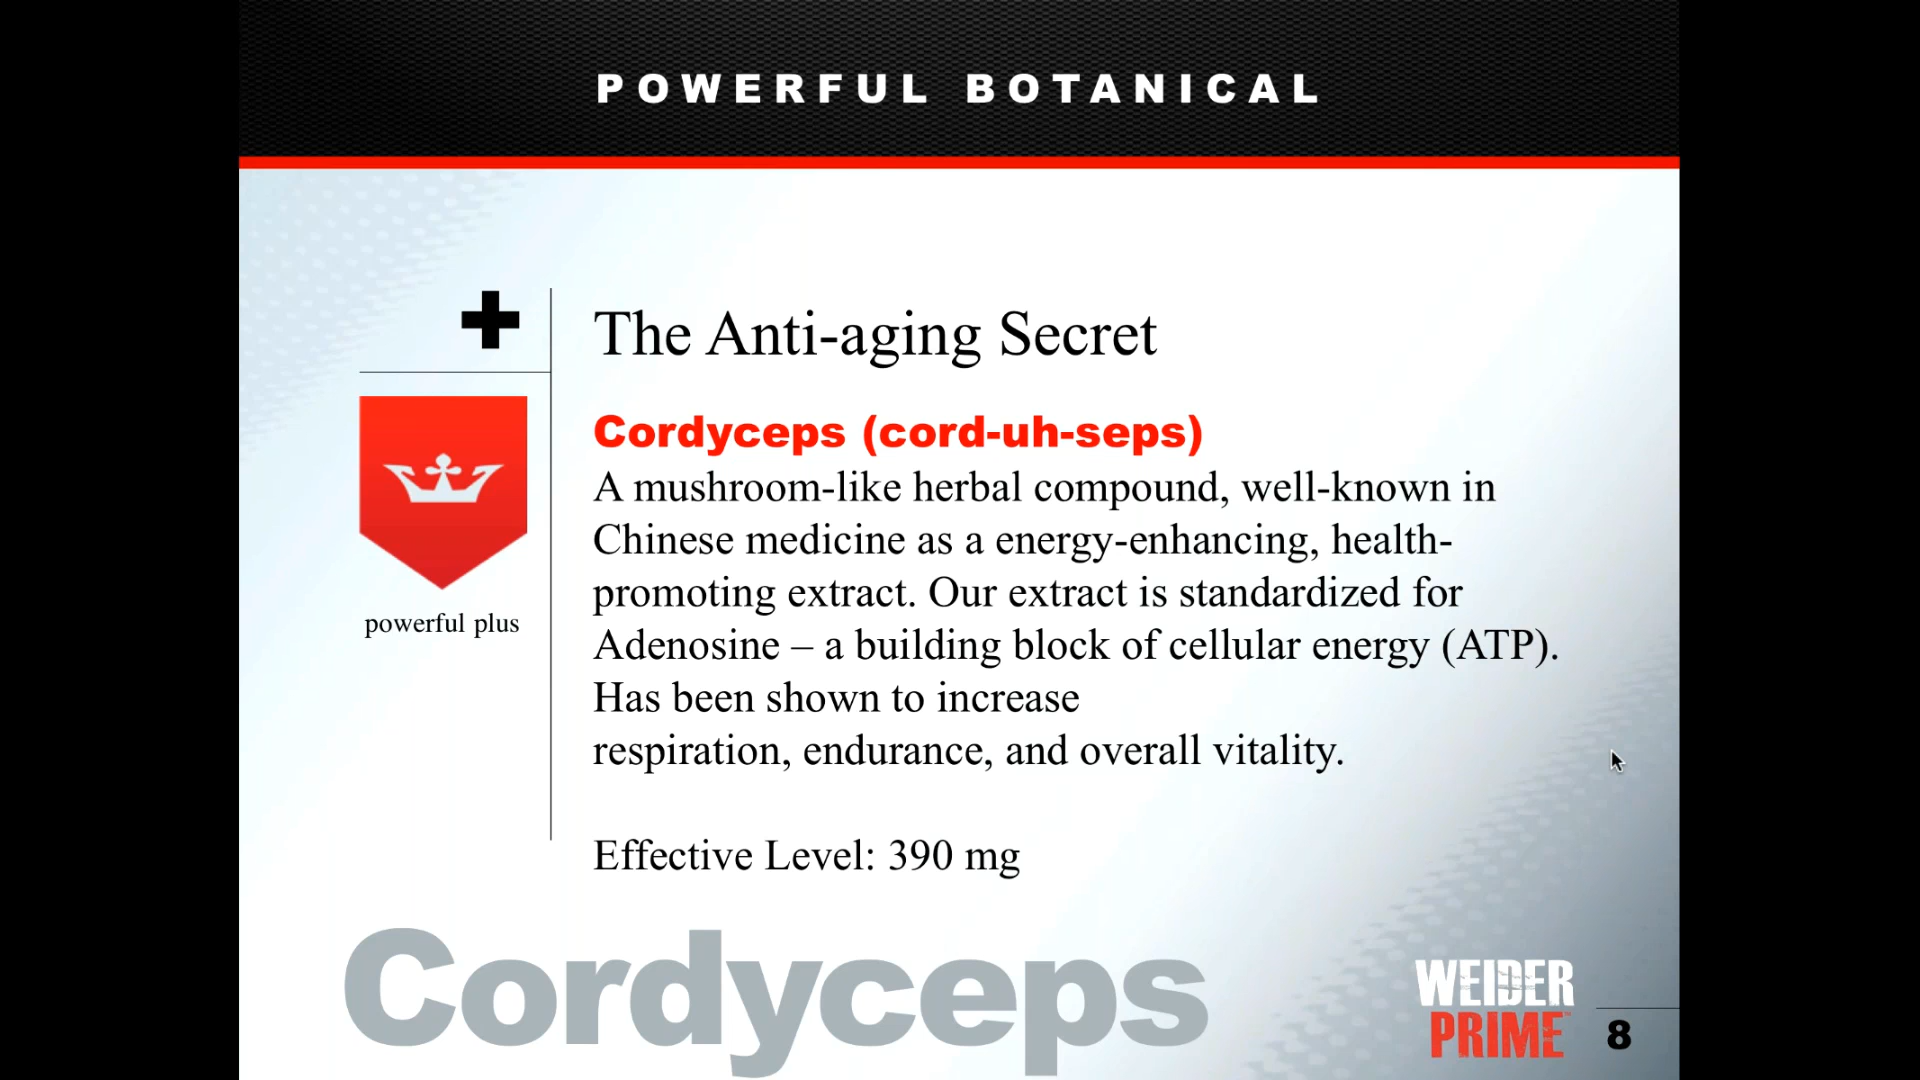 POWERFUL BOTANICAL
The Anti-aging Secret
Cordyceps (cord-uh-seps)
A mushroom-like herbal compound, well-known in
Chinese medicine as a energy-enhancing, health-
promoting extract. Our extract is standardized for
Adenosine – a building block of cellular energy (ATP).
Has been shown to increase
respiration, endurance, and overall vitality.
Effective Level: 390 mg
powerful plus
Cordyceps
WEIDER
PRIME
8